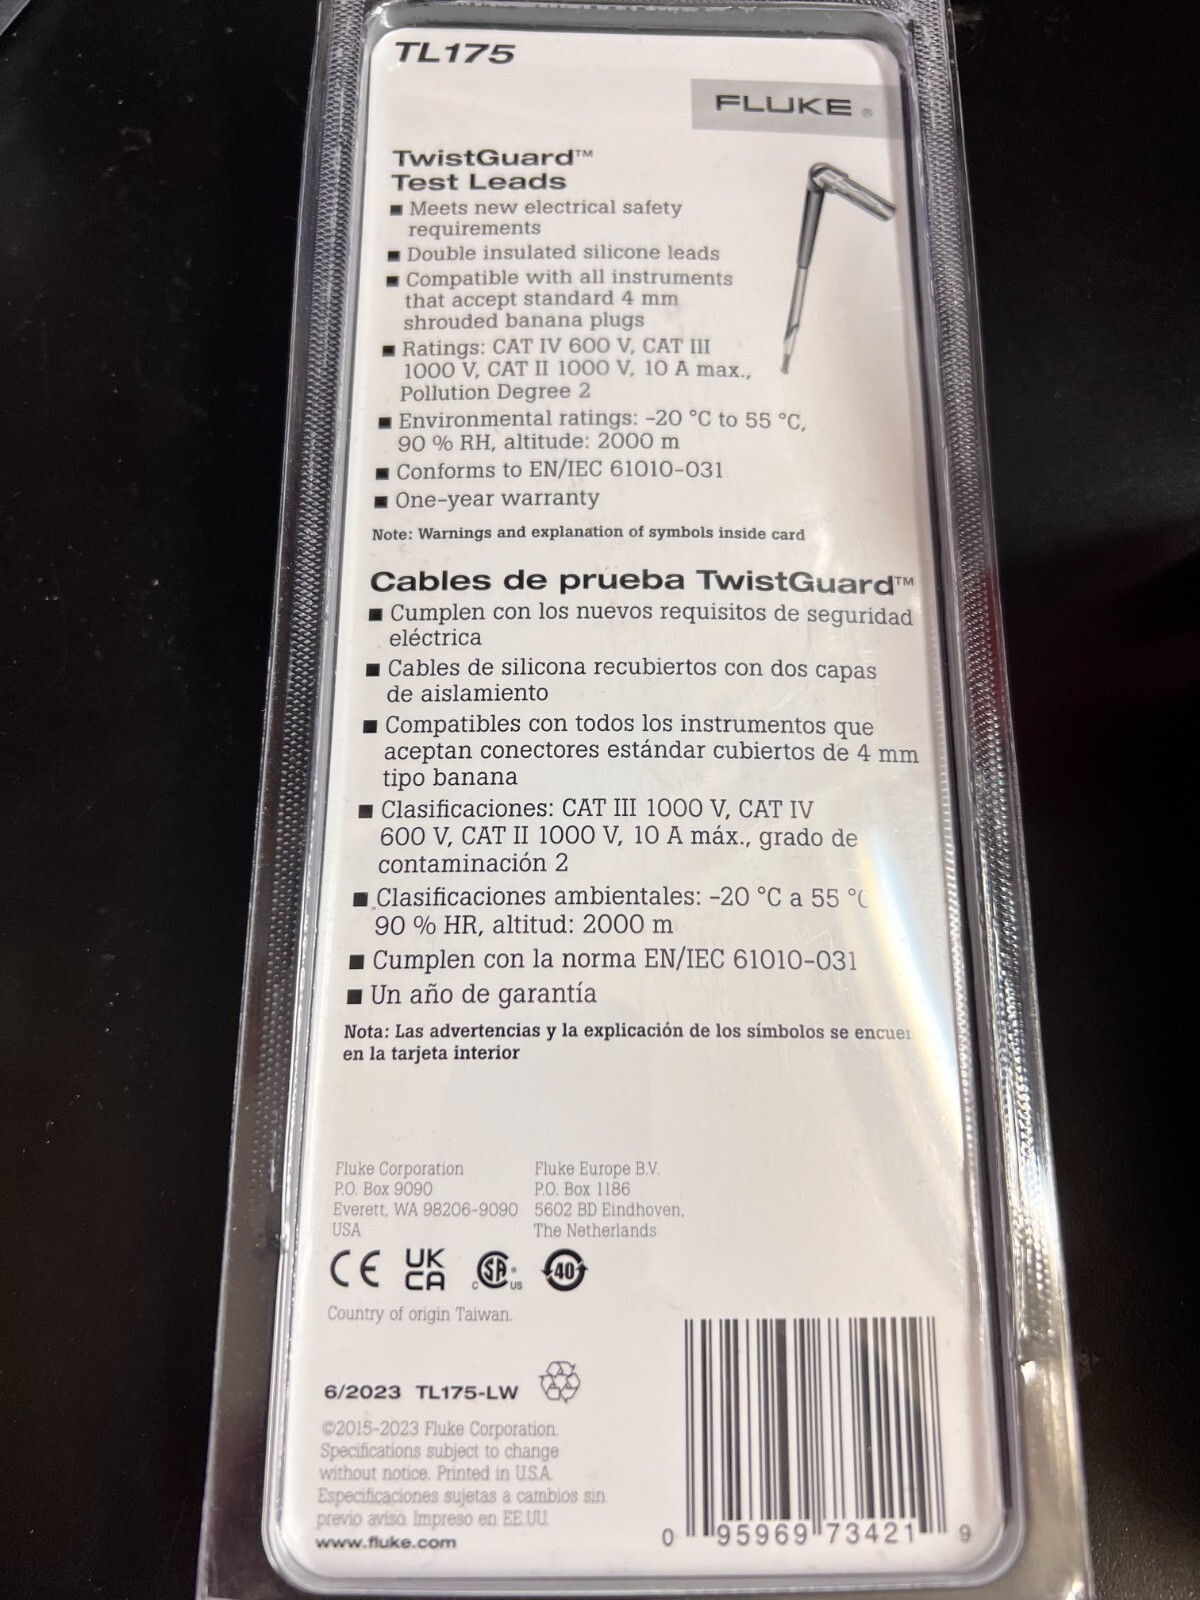 TL175
FLUKE ®
TwistGuard™
Test Leads
■ Meets new electrical safety
requirements
■ Double insulated silicone leads
■ Compatible with all instruments
that accept standard 4 mm
shrouded banana plugs
■ Ratings: CAT IV 600 V, CAT III
1000 V, CAT II 1000 V, 10 A max.,
Pollution Degree 2
■ Environmental ratings: -20 °C to 55 °C,
90 % RH, altitude: 2000 m
■ Conforms to EN/IEC 61010-031
■ One-year warranty
Note: Warnings and explanation of symbols inside card
Cables de prueba TwistGuard™
■ Cumplen con los nuevos requisitos de seguridad
eléctrica
■ Cables de silicona recubiertos con dos capas
de aislamiento
■ Compatibles con todos los instrumentos que
aceptan conectores estándar cubiertos de 4 mm
tipo banana
■ Clasificaciones: CAT III 1000 V, CAT IV
600 V, CAT II 1000 V, 10 A máx., grado de
contaminación 2
■ Clasificaciones ambientales: -20 °C a 55 °C
90 % HR, altitud: 2000 m
■ Cumplen con la norma EN/IEC 61010-031
■ Un año de garantía
Nota: Las advertencias y la explicación de los símbolos se
en la tarjeta interior
Fluke Corporation
P.O. Box 9090
Everett, WA 98206-9090
USA
Fluke Europe B.V.
P.O. Box 1186
5602 BD Eindhoven,
The Netherlands
CE UK CA C SA ® US 40
Country of origin Taiwan.
6/2023 TL175-LW
©2015-2023 Fluke Corporation.
Specifications subject to change
without notice. Printed in U.S.A.
Especificaciones sujetas a cambios sin
previo aviso. Impreso en EE.UU.
www.fluke.com
0 95969 73421 9